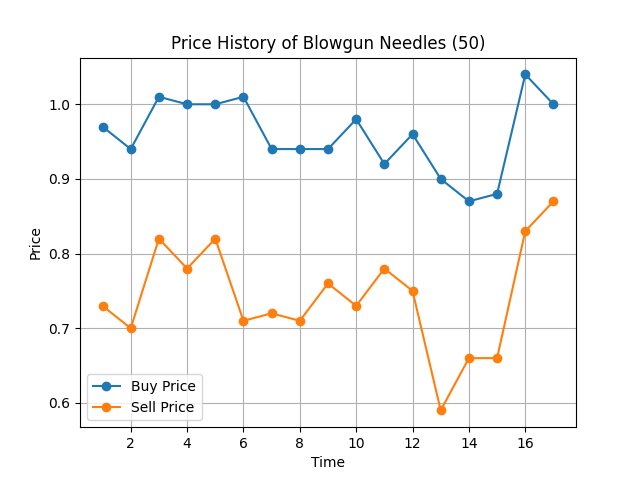 Price History of Blowgun Needles (50)
1.0
0.9
0.8
0.7
0.6
Price
Buy Price
Sell Price
2 4 6 8 10 12 14 16
Time